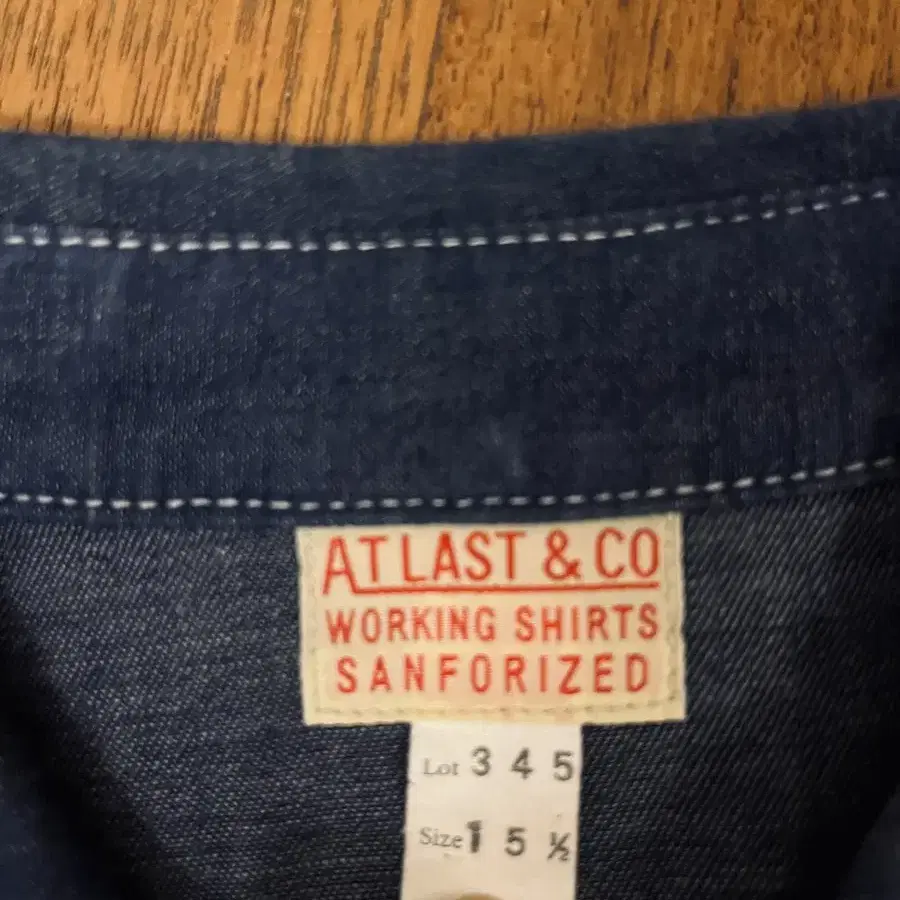 AT LAST & CO
WORKING SHIRTS
SANFORIZED
Lot 3 4 5
Size 1 5 ½